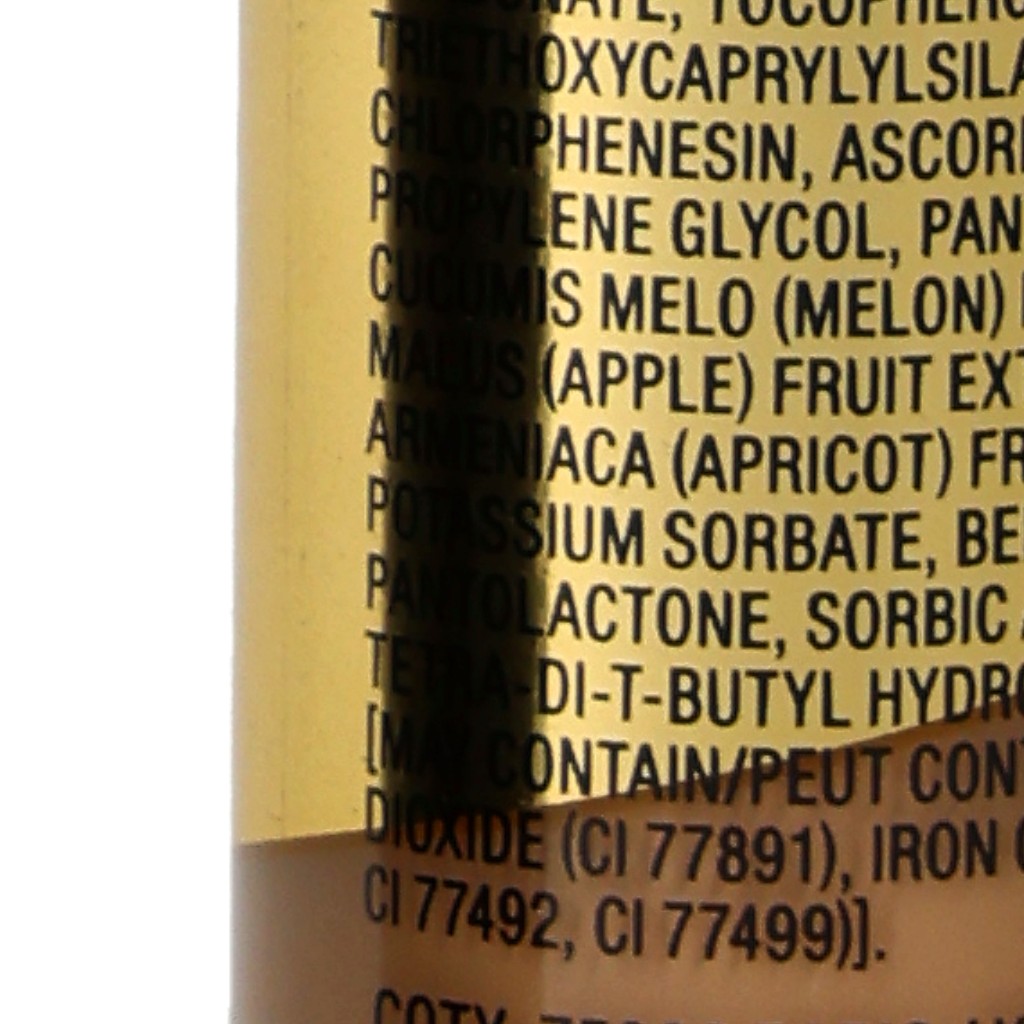 TRIETHOXYCAPRYLYLSILA
CHLORPHENESIN, ASCOR
PROPYLENE GLYCOL, PAN
CUCUMIS MELO (MELON)
MALUS (APPLE) FRUIT EXT
ARMENIACA (APRICOT) FR
POTASSIUM SORBATE, BE
PANTOLACTONE, SORBIC
TETRA-DI-T-BUTYL HYDRO
[MAY CONTAIN/PEUT CONT
DIOXIDE (CI 77891), IRON
CI 77492, CI 77499)].
COTY,